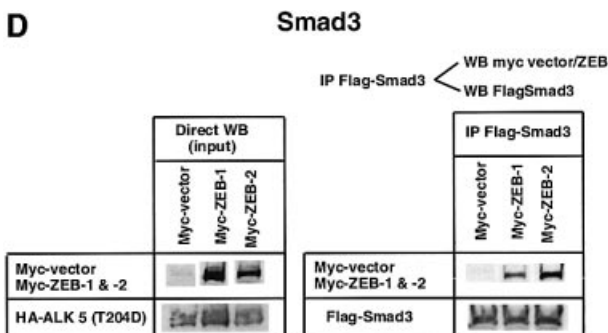 D
Smad3
IP Flag-Smad3
WB myc vector/ZEB
WB FlagSmad3
Direct WB
(input)
Myc-vector
Myc-ZEB-1
Myc-ZEB-2
Myc-vector
Myc-ZEB-1 & -2
HA-ALK 5 (T204D)
IP Flag-Smad3
Myc-vector
Myc-ZEB-1
Myc-ZEB-2
Myc-vector
Myc-ZEB-1 & -2
Flag-Smad3